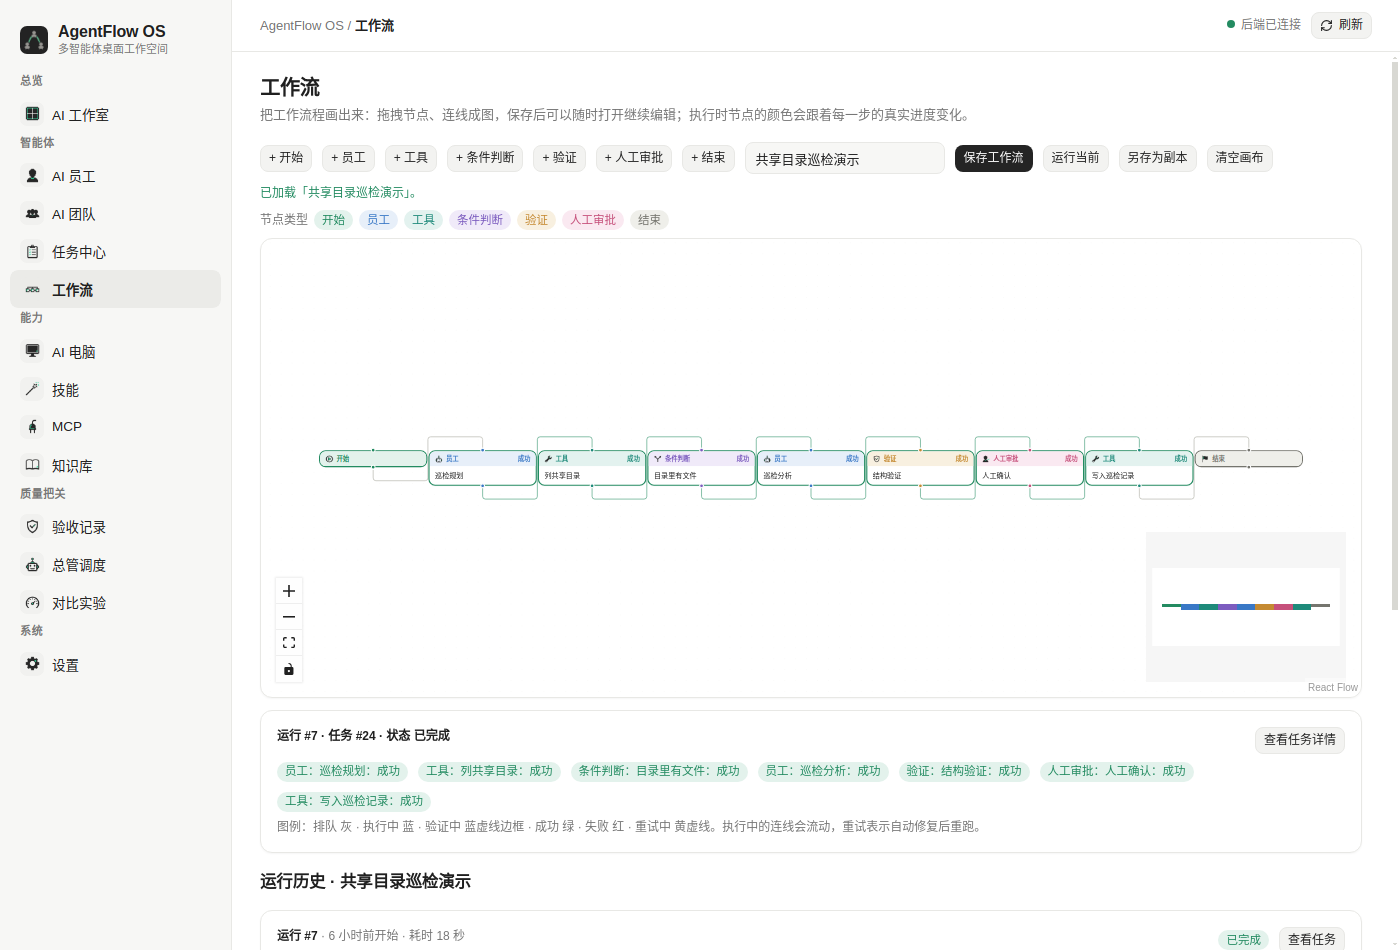 AgentFlow OS
多智能体桌面工作空间
总览
AI 工作室
智能体
AI 员工
AI 团队
任务中心
工作流
能力
AI 电脑
技能
MCP
知识库
质量把关
验收记录
总管调度
对比实验
系统
设置
AgentFlow OS / 工作流
后端已连接
刷新
工作流
把工作流程画出来：拖拽节点、连线成图，保存后可以随时打开继续编辑；执行时节点的颜色会跟着每一步的真实进度变化。
+ 开始 + 员工 + 工具 + 条件判断 + 验证 + 人工审批 + 结束 共享目录巡检演示 保存工作流 运行当前 另存为副本 清空画布
已加载「共享目录巡检演示」。
节点类型 开始 员工 工具 条件判断 验证 人工审批 结束
开始
员工 成功
巡检规划
工具 成功
列共享目录
条件判断 成功
目录里有文件
员工 成功
巡检分析
验证 成功
结构验证
人工审批 成功
人工确认
工具 成功
写入巡检记录
结束
React Flow
运行 #7 · 任务 #24 · 状态 已完成
查看任务详情
员工：巡检规划：成功 工具：列共享目录：成功 条件判断：目录里有文件：成功 员工：巡检分析：成功 验证：结构验证：成功 人工审批：人工确认：成功
工具：写入巡检记录：成功
图例：排队 灰 · 执行中 蓝 · 验证中 蓝虚线边框 · 成功 绿 · 失败 红 · 重试中 黄虚线。执行中的连线会流动，重试表示自动修复后重跑。
运行历史 · 共享目录巡检演示
运行 #7 · 6 小时前开始 · 耗时 18 秒
已完成
查看任务